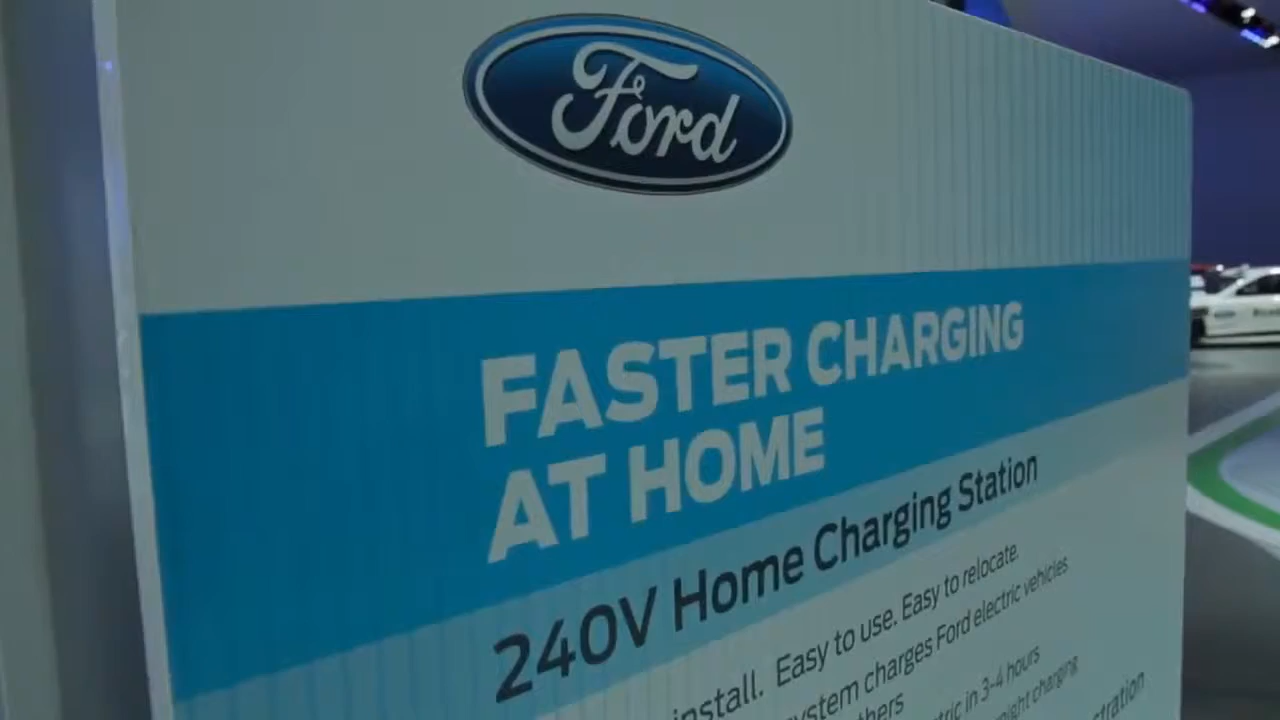 Ford
FASTER CHARGING
AT HOME
240V Home Charging Station
install. Easy to use. Easy to relocate.
system charges Ford electric vehicles
in 3-4 hours
charging